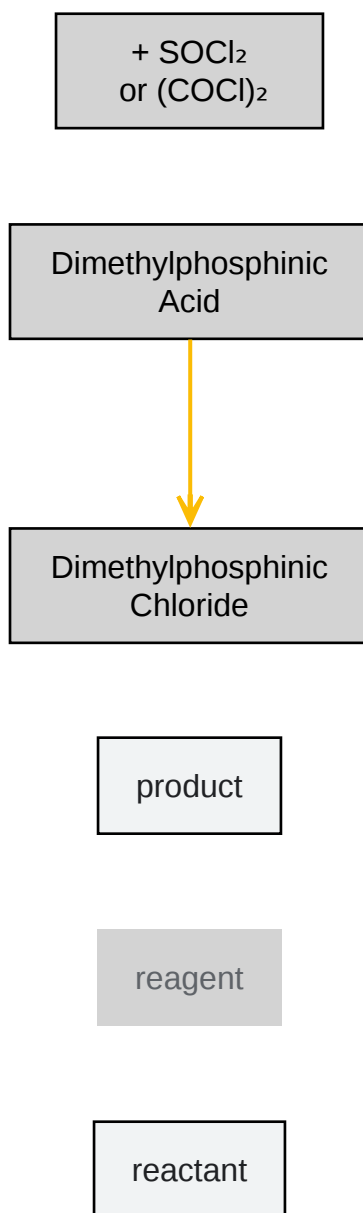 + SOCl₂
or (COCl)₂
Dimethylphosphinic
Acid
Dimethylphosphinic
Chloride
product
reagent
reactant